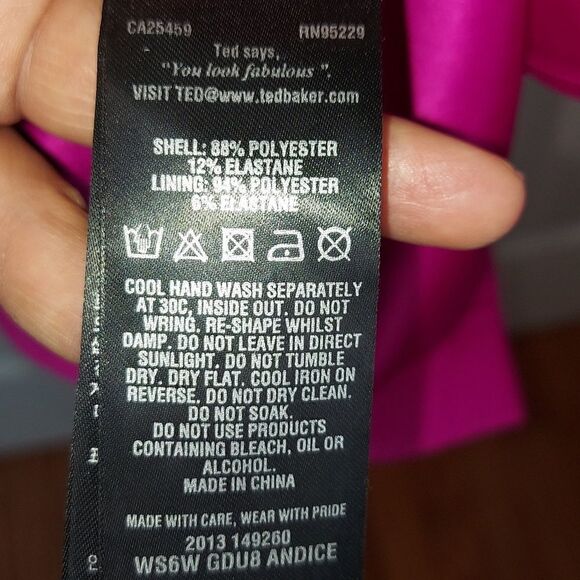 CA25459 RN95229
Ted says,
"You look fabulous".
VISIT TED@www.tedbaker.com
SHELL: 88% POLYESTER
12% ELASTANE
LINING: 94% POLYESTER
6% ELASTANE
COOL HAND WASH SEPARATELY
AT 30C, INSIDE OUT. DO NOT
WRING. RE-SHAPE WHILST
DAMP. DO NOT LEAVE IN DIRECT
SUNLIGHT. DO NOT TUMBLE
DRY. DRY FLAT. COOL IRON ON
REVERSE. DO NOT DRY CLEAN.
DO NOT SOAK.
DO NOT USE PRODUCTS
CONTAINING BLEACH, OIL OR
ALCOHOL.
MADE IN CHINA
MADE WITH CARE, WEAR WITH PRIDE
2013 149260
WS6W GDU8 ANDICE